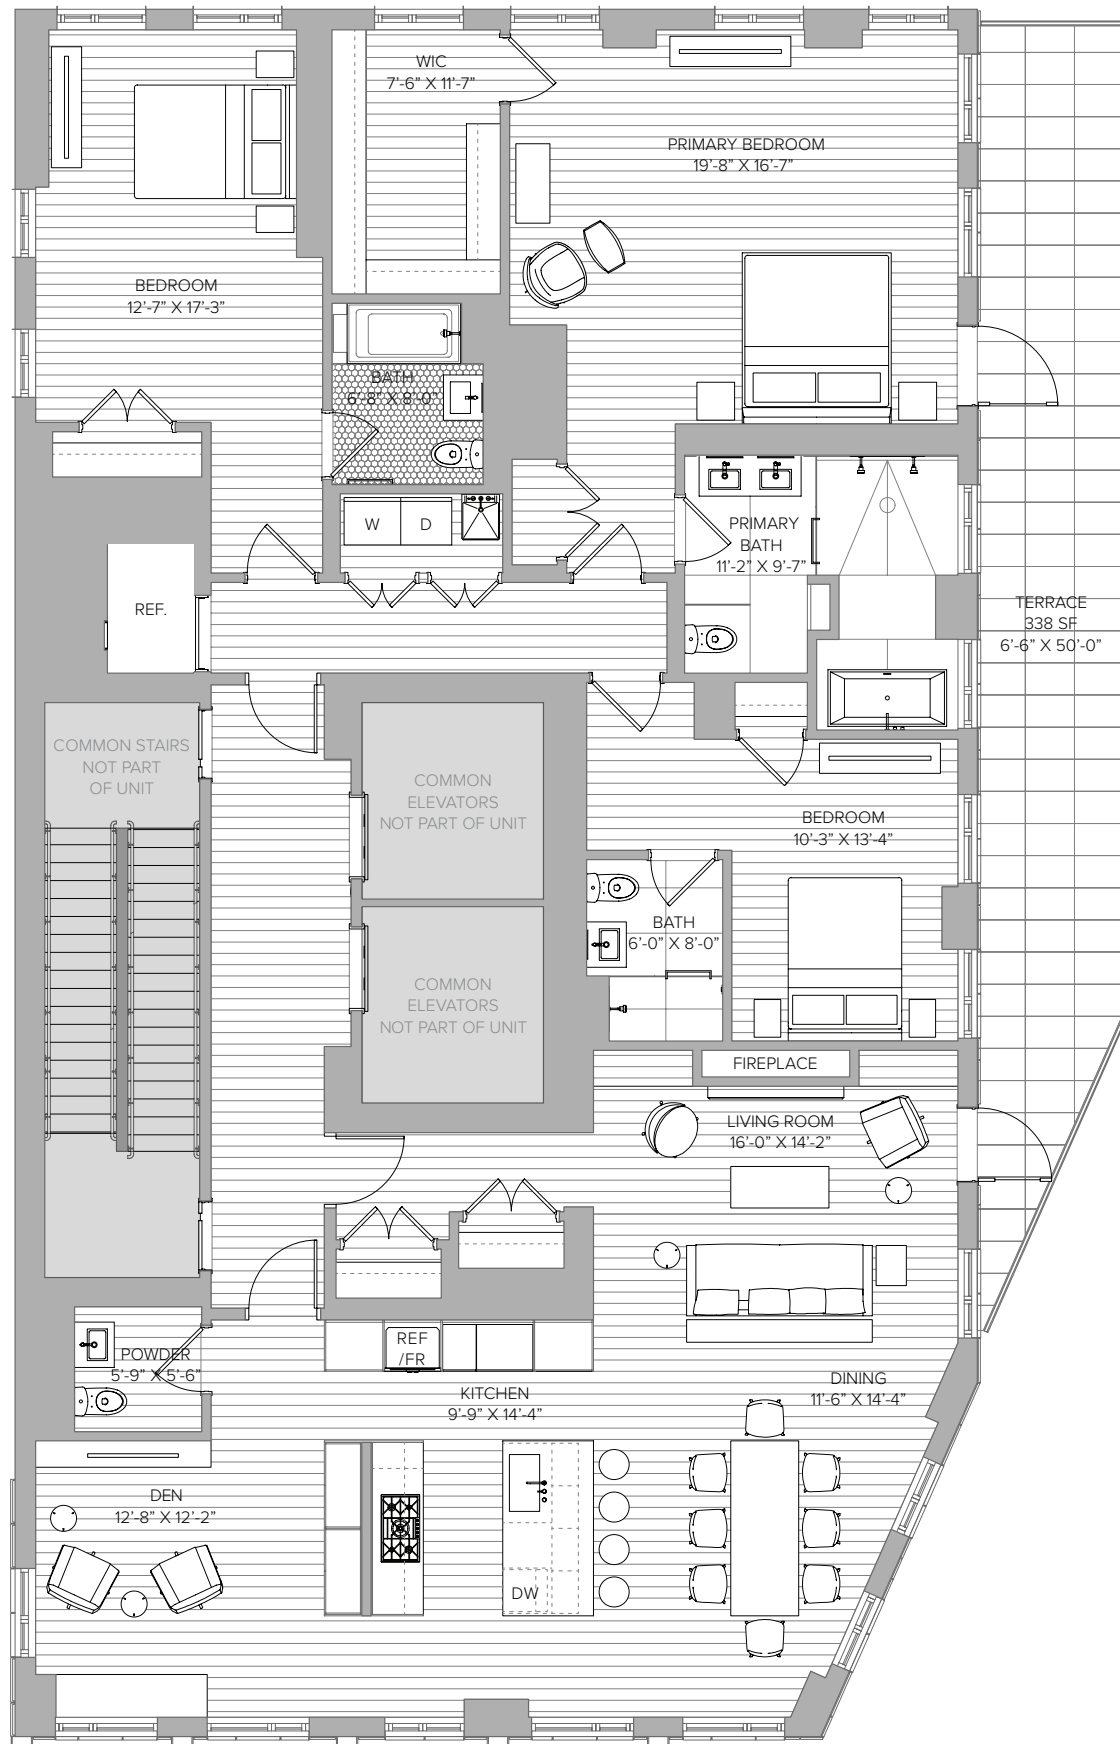 WIC
7'-6” X 11'-7”
PRIMARY BEDROOM
19'-8” X 16'-7”
BEDROOM
12'-7” X 17'-3”
BATH
6'-8” X 8'-0”
W
D
PRIMARY
BATH
11'-2” X 9'-7”
REF.
TERRACE
338 SF
6'-6” X 50'-0”
COMMON STAIRS
NOT PART
OF UNIT
COMMON
ELEVATORS
NOT PART OF UNIT
BEDROOM
10'-3” X 13'-4”
BATH
6'-0” X 8'-0”
COMMON
ELEVATORS
NOT PART OF UNIT
FIREPLACE
LIVING ROOM
16'-0” X 14'-2”
REF
/FR
POWDER
5'-9” X 5'-6”
KITCHEN
9'-9” X 14'-4”
DINING
11'-6” X 14'-4”
DEN
12'-8” X 12'-2”
DW